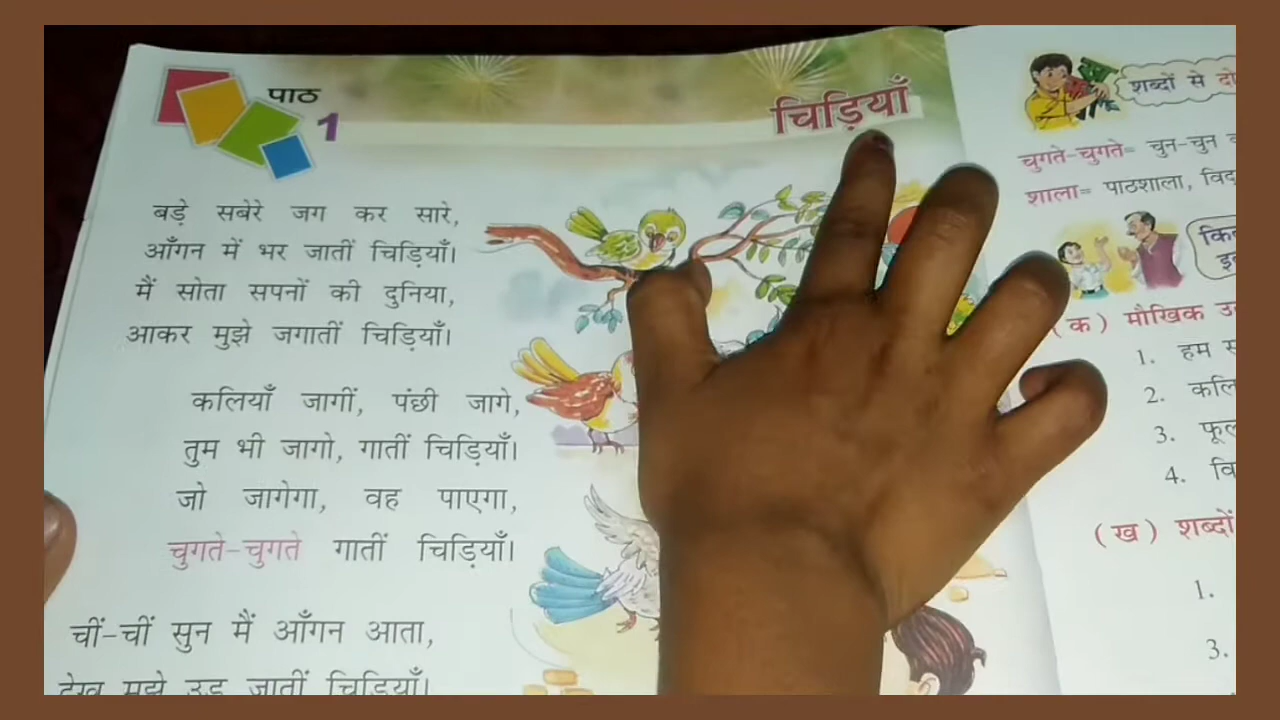 पाठ
1
चिड़ियाँ
बड़े सबेरे जग कर सारे,
आँगन में भर जातीं चिड़ियाँ।
मैं सोता सपनों की दुनिया,
आकर मुझे जगातीं चिड़ियाँ।
कलियाँ जागीं, पंछी जागे,
तुम भी जागो, गातीं चिड़ियाँ।
जो जागेगा, वह पाएगा,
चुगते-चुगते गातीं चिड़ियाँ।
चीं-चीं सुन मैं आँगन आता,
देख मुझे उड़ जातीं चिड़ियाँ।
शब्दों से
चुगते-चुगते= चुन-चुन
शाला= पाठशाला,
(क) मौखिक
1. हम
2.
3.
4.
(ख) शब्दों
1.
3.